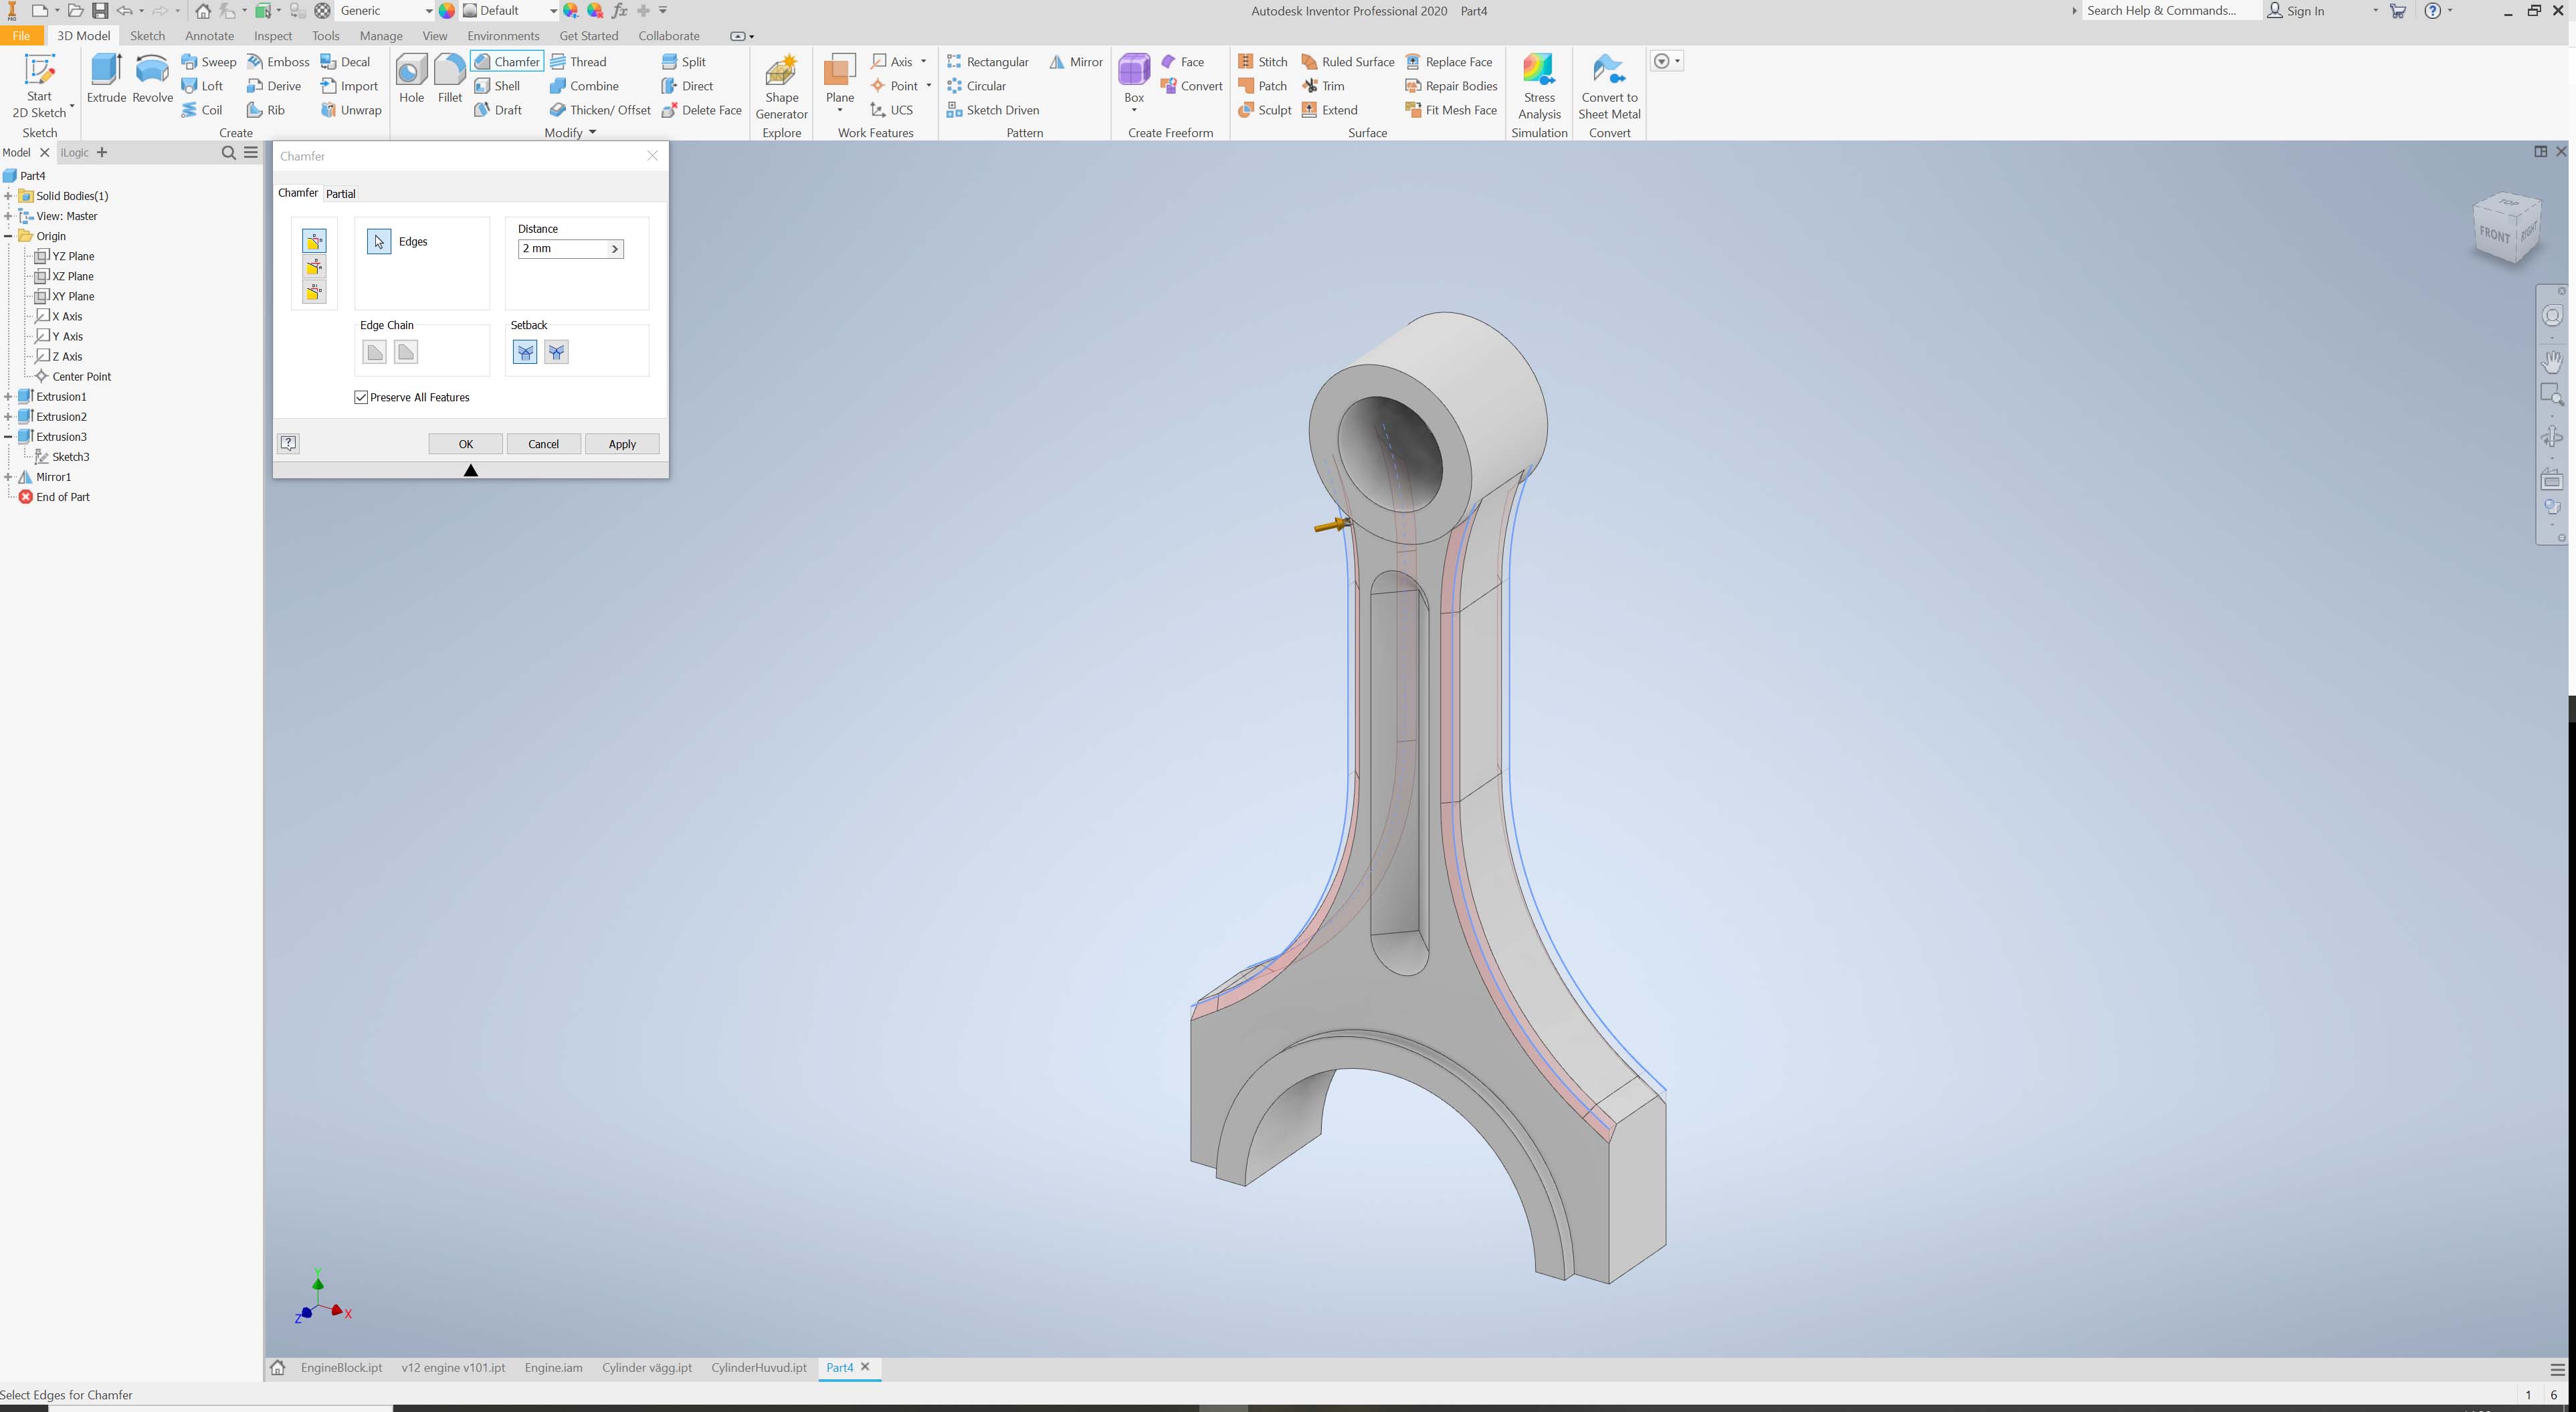 PRO
Generic
Default
fx
Autodesk Inventor Professional 2020 Part4
Search Help & Commands...
Sign In
File
3D Model
Sketch
Annotate
Inspect
Tools
Manage
View
Environments
Get Started
Collaborate
Start
2D Sketch
Sketch
Extrude
Revolve
Sweep
Loft
Coil
Emboss
Derive
Rib
Decal
Import
Unwrap
Create
Hole
Fillet
Chamfer
Shell
Draft
Thread
Combine
Thicken/ Offset
Split
Direct
Delete Face
Modify
Shape
Generator
Explore
Plane
Axis
Point
UCS
Work Features
Rectangular
Circular
Sketch Driven
Mirror
Pattern
Box
Face
Convert
Create Freeform
Stitch
Patch
Sculpt
Ruled Surface
Trim
Extend
Replace Face
Repair Bodies
Fit Mesh Face
Surface
Stress
Analysis
Simulation
Convert to
Sheet Metal
Convert
Model
iLogic
Part4
Solid Bodies(1)
View: Master
Origin
YZ Plane
XZ Plane
XY Plane
X Axis
Y Axis
Z Axis
Center Point
Extrusion1
Extrusion2
Extrusion3
Sketch3
Mirror1
End of Part
Chamfer
Chamfer
Partial
Edges
Distance
2 mm
Edge Chain
Setback
Preserve All Features
OK
Cancel
Apply
TOP
FRONT
RIGHT
Y
X
Z
EngineBlock.ipt
v12 engine v101.ipt
Engine.iam
Cylinder vägg.ipt
CylinderHuvud.ipt
Part4
Select Edges for Chamfer
1
6